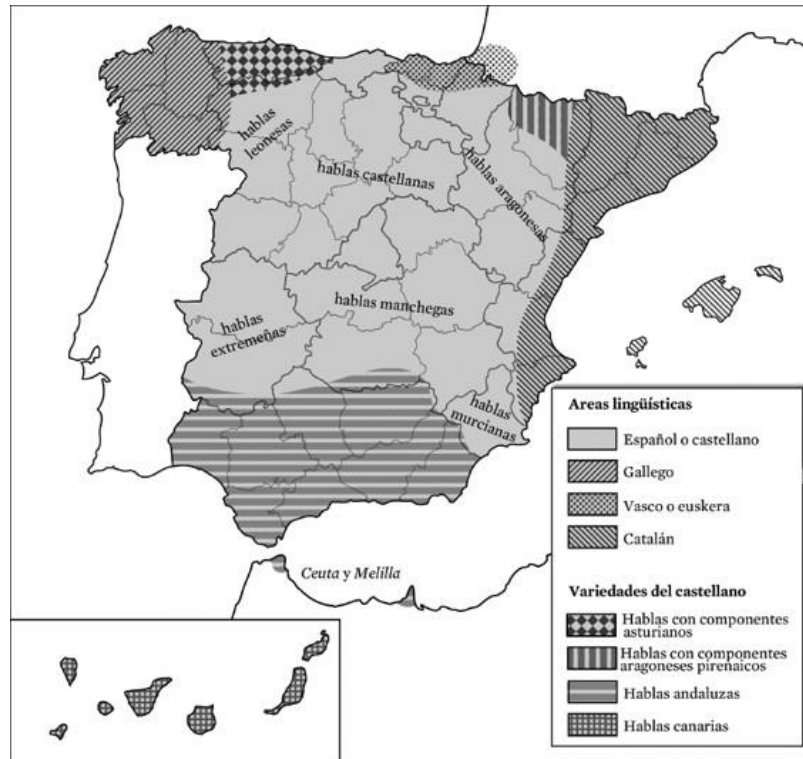 hablas
leonesas
hablas castellanas
hablas aragonesas
hablas manchegas
hablas
extremeñas
hablas
murcianas
Ceuta y Melilla
Areas lingüísticas
Español o castellano
Gallego
Vasco o euskera
Catalán
Variedades del castellano
Hablas con componentes
asturianos
Hablas con componentes
aragoneses pireñaicos
Hablas andaluzas
Hablas canarias